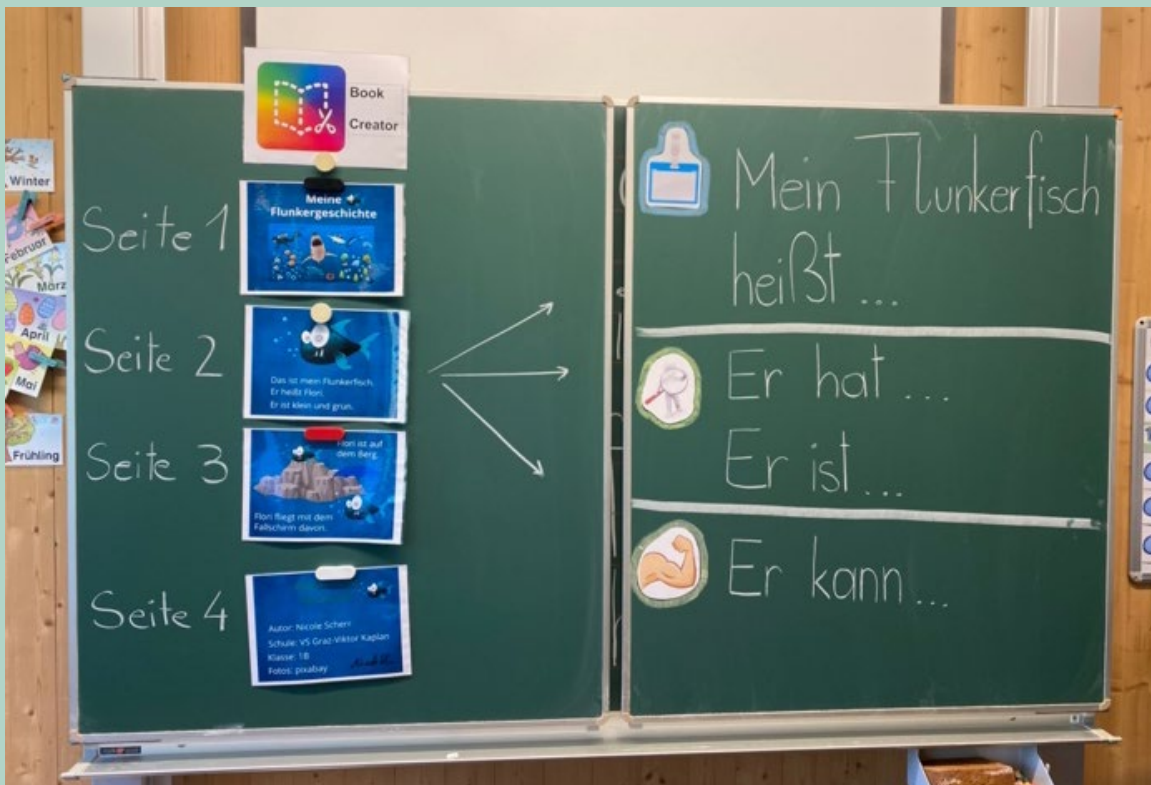 Book
Creator
Seite 1
Meine
Flunkergeschichte
Seite 2
Das ist mein Flunkerfisch.
Er heißt Flori.
Er ist klein und grün.
Seite 3
Flori ist auf
dem Berg.
Flori fliegt mit dem
Fallschirm davon.
Seite 4
Autor: Nicole Scherr
Schule: VS Graz-Viktor Kaplan
Klasse: 1B
Fotos: pixabay
Mein Flunkerfisch
heißt ...
Er hat ...
Er ist ...
Er kann ...
Winter
Februar
März
April
Mai
Frühling